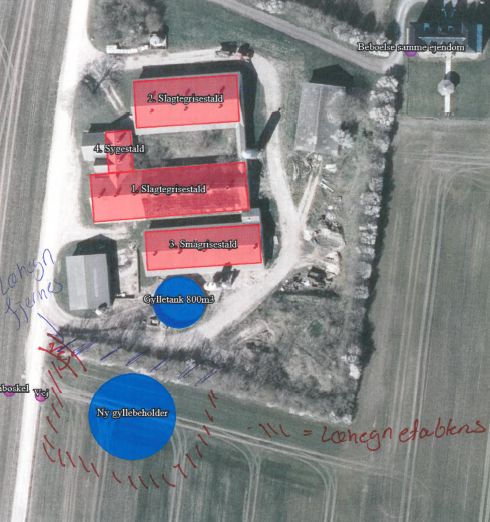 Beboelse samme ejendom
2. Slagtegrisestald
4. Sygestald
1. Slagtegrisestald
3. Smågrisestald
Læhegn
fjernes
Gylletank 800m3
Vej
Ny gyllebeholder
= Læhegn etableres